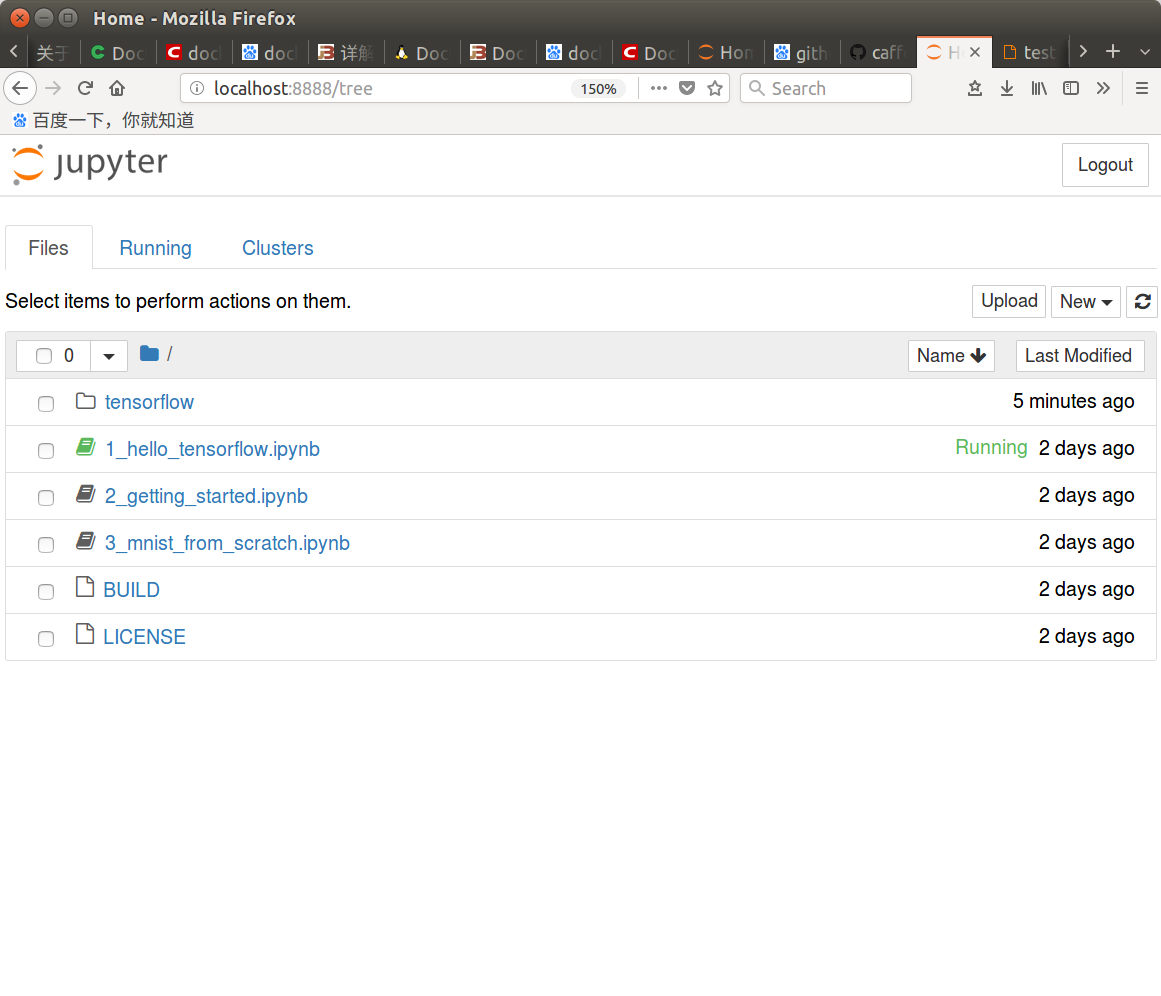 Home - Mozilla Firefox
关于 Doc doc doc 详解 Doc Doc doc Doc Hom gith caff H test
localhost:8888/tree 150% Search
百度一下，你就知道
jupyter Logout
Files Running Clusters
Select items to perform actions on them. Upload New
0 / Name Last Modified
tensorflow 5 minutes ago
1_hello_tensorflow.ipynb Running 2 days ago
2_getting_started.ipynb 2 days ago
3_mnist_from_scratch.ipynb 2 days ago
BUILD 2 days ago
LICENSE 2 days ago